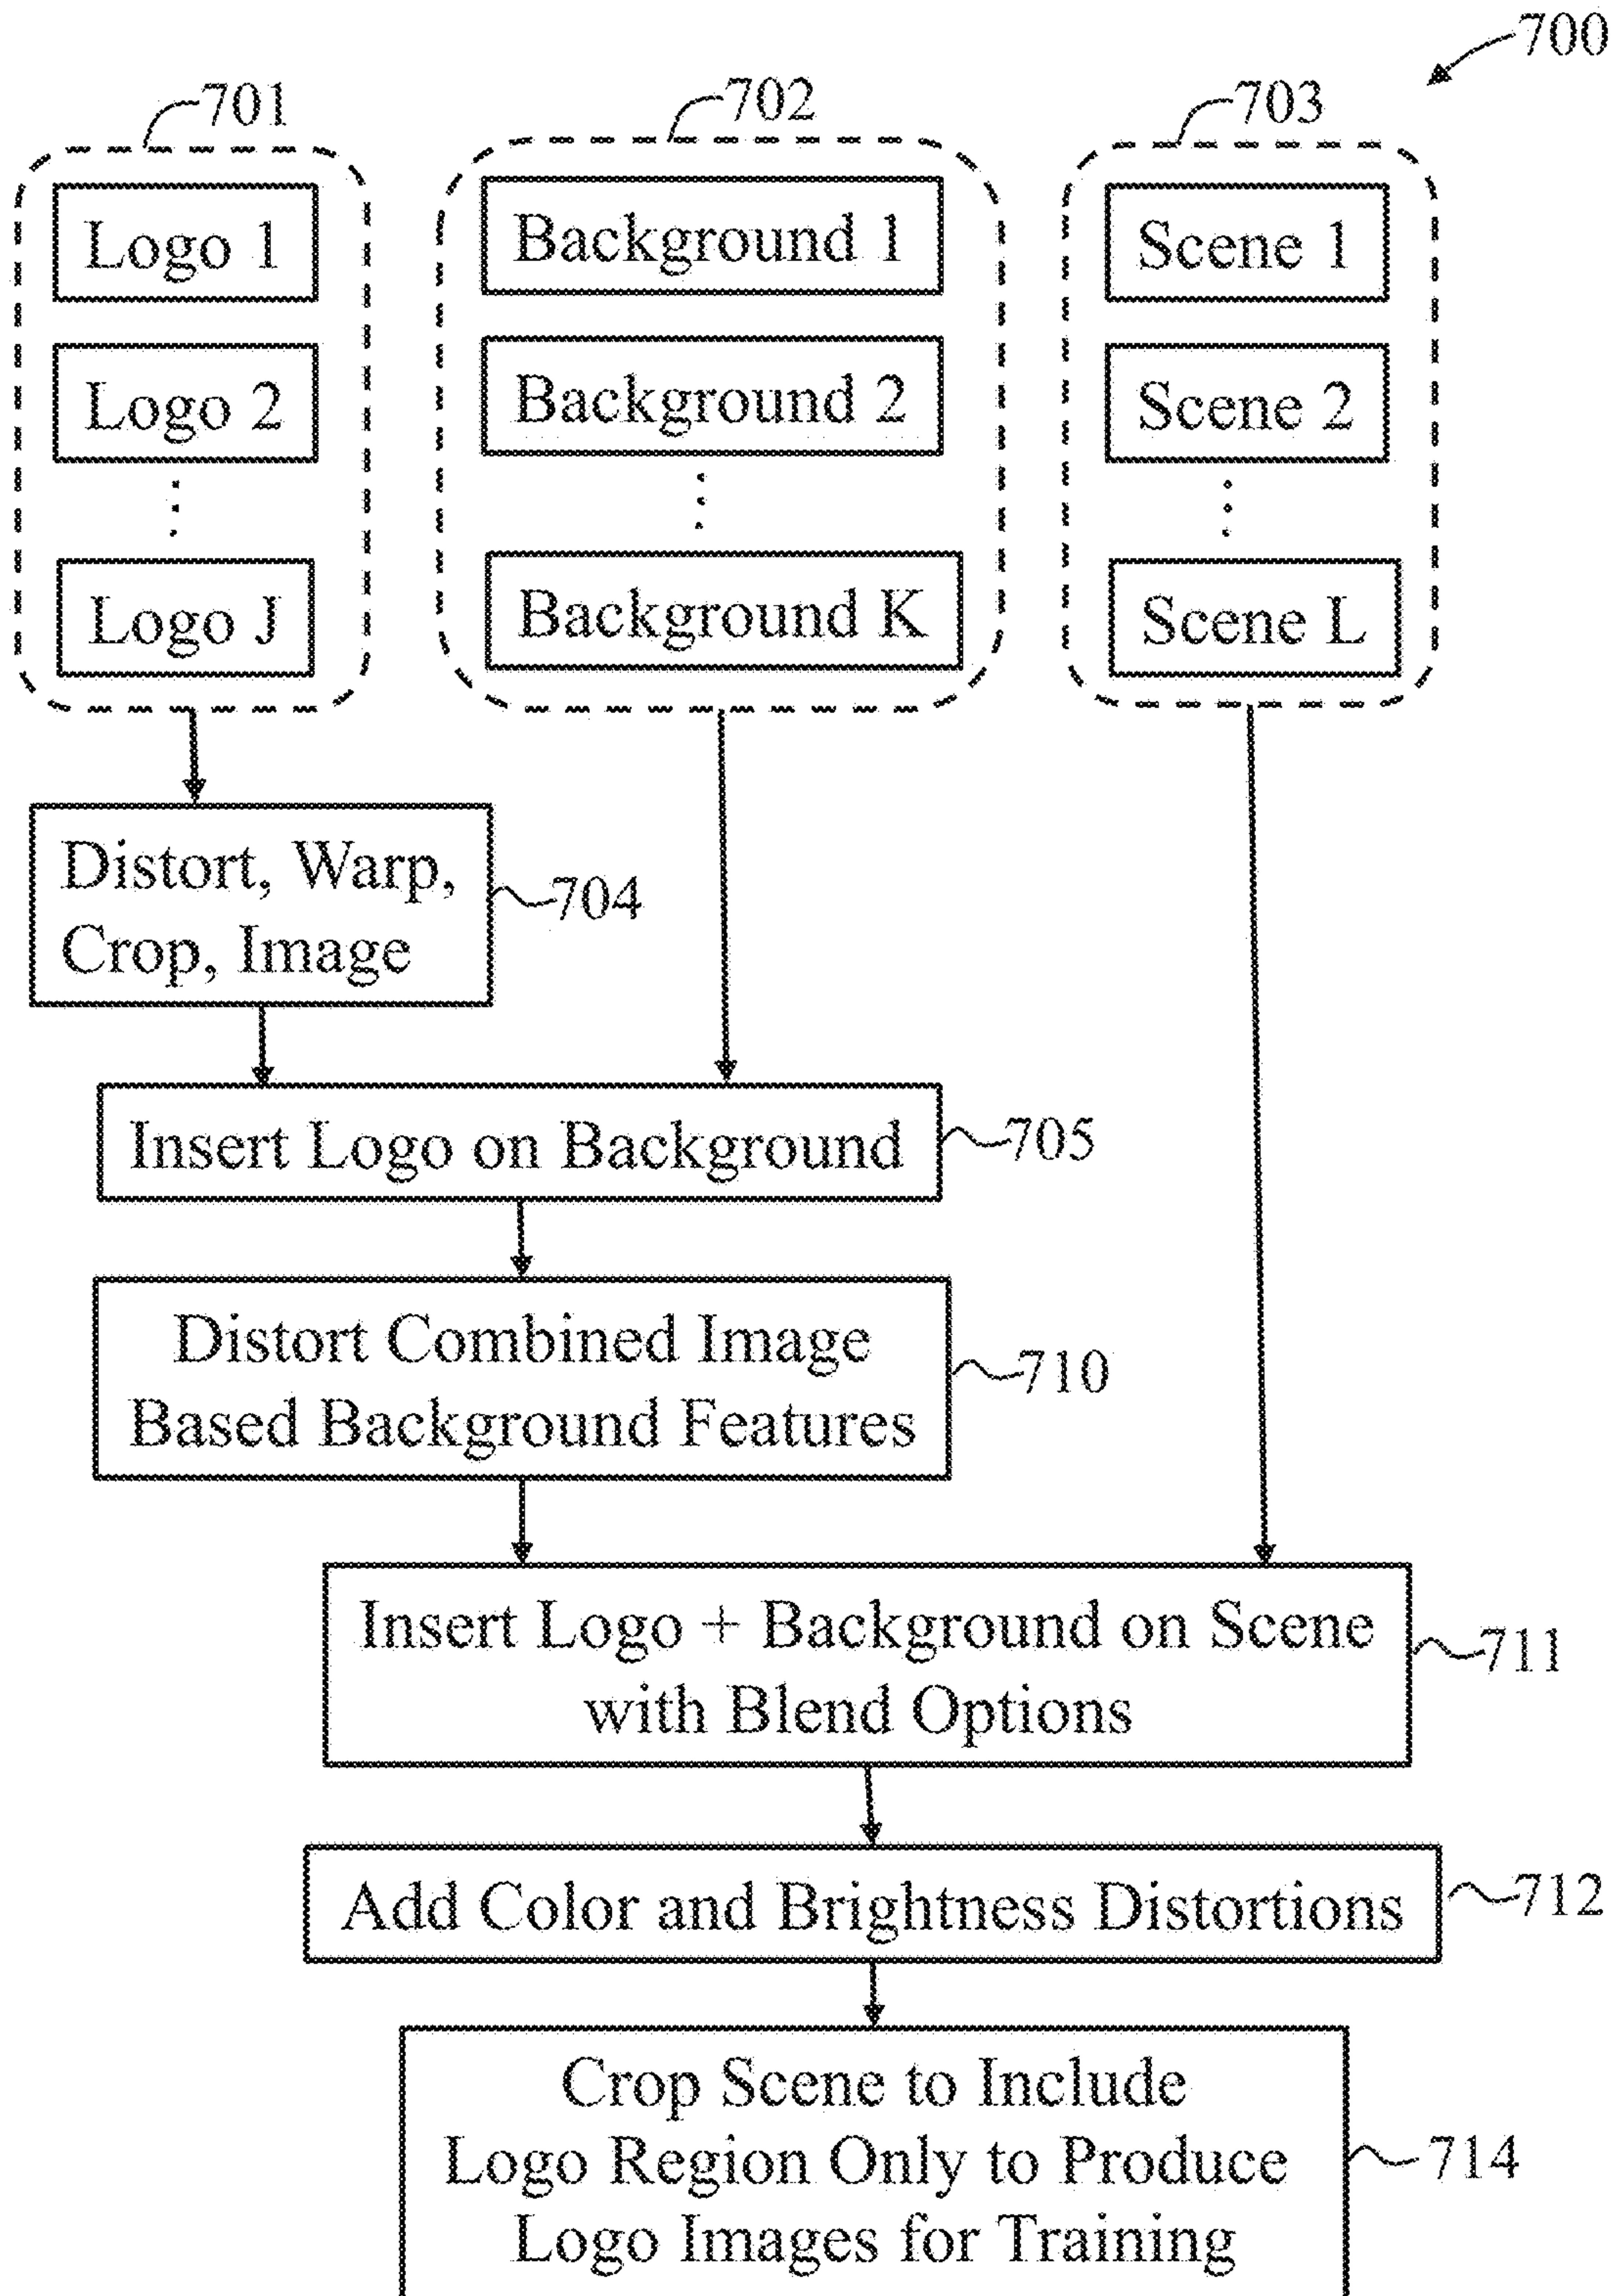 700
701
702
703
Logo 1
Background 1
Scene 1
Logo 2
Background 2
Scene 2
Logo J
Background K
Scene L
Distort, Warp,
Crop, Image
704
Insert Logo on Background
705
Distort Combined Image
Based Background Features
710
Insert Logo + Background on Scene
with Blend Options
711
Add Color and Brightness Distortions
712
Crop Scene to Include
Logo Region Only to Produce
Logo Images for Training
714